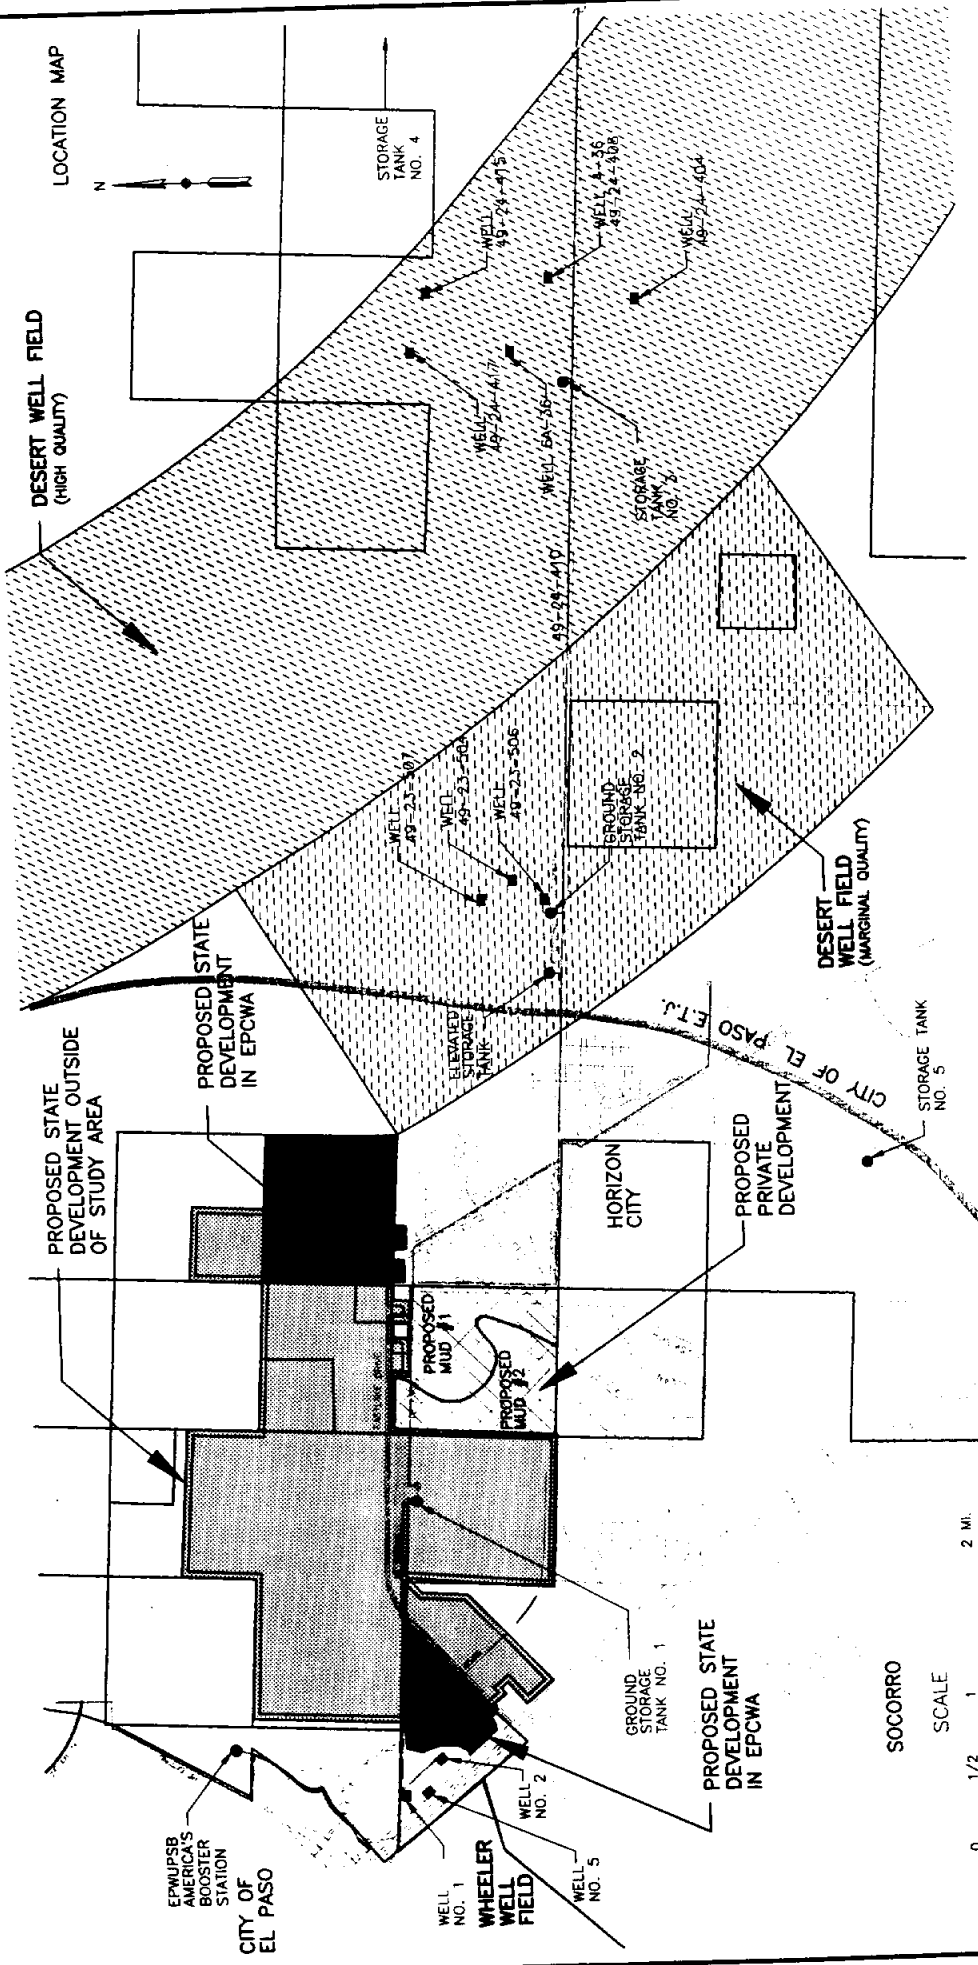 LOCATION MAP
N
STORAGE
TANK
NO. 4
DESERT WELL FIELD
(HIGH QUALITY)
WELL
49-24-415
WELL 4-36
49-24-408
WELL
49-24-404
WELL
49-24-417
WELL 6A-36
STORAGE
TANK
NO. 3
49-24-410
WELL
49-23-507
WELL
49-23-504
WELL
49-23-506
GROUND
STORAGE
TANK NO. 2
DESERT
WELL FIELD
(MARGINAL QUALITY)
ELEVATED
STORAGE
TANK
CITY OF EL PASO E.T.J.
STORAGE TANK
NO. 5
PROPOSED STATE
DEVELOPMENT OUTSIDE
OF STUDY AREA
PROPOSED STATE
DEVELOPMENT
IN EPCWA
HORIZON
CITY
PROPOSED
PRIVATE
DEVELOPMENT
PROPOSED
MUD #1
PROPOSED
MUD #2
GROUND
STORAGE
TANK NO. 1
PROPOSED STATE
DEVELOPMENT
IN EPCWA
EPWUPSB
AMERICA'S
BOOSTER
STATION
CITY OF
EL PASO
WELL
NO. 1
WHEELER
WELL
FIELD
WELL
NO. 2
WELL
NO. 5
SOCORRO
SCALE
0 1/2 1 2 MI.